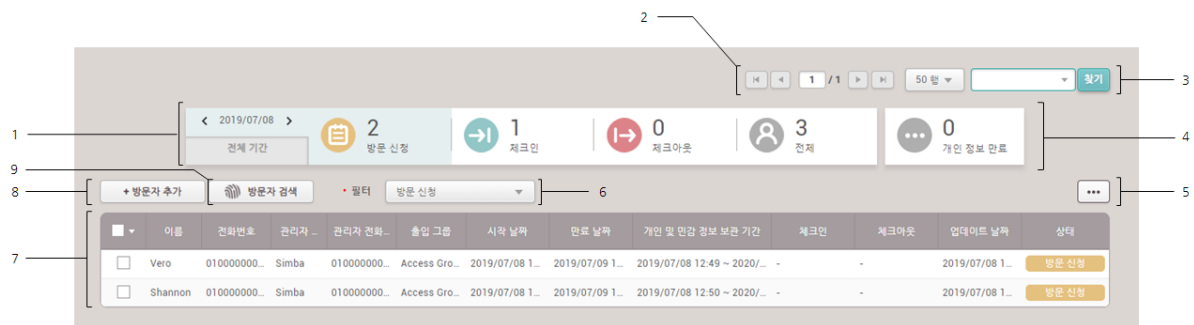 2
1 / 1 50 행 찾기 3
1 2019/07/08 2 1 0 3 0 4
전체 기간 방문 신청 체크인 체크아웃 전체 개인 정보 만료
9
8 + 방문자 추가 방문자 검색 • 필터 방문 신청 6 ••• 5
이름 전화번호 관리자 ... 관리자 전화... 출입 그룹 시작 날짜 만료 날짜 개인 및 민감 정보 보관 기간 체크인 체크아웃 업데이트 날짜 상태
7 Vero 010000000... Simba 010000000... Access Gro... 2019/07/08 1... 2019/07/09 1... 2019/07/08 12:49 ~ 2020/... - - 2019/07/08 1... 방문 신청
Shannon 010000000... Simba 010000000... Access Gro... 2019/07/08 1... 2019/07/09 1... 2019/07/08 12:50 ~ 2020/... - - 2019/07/08 1... 방문 신청